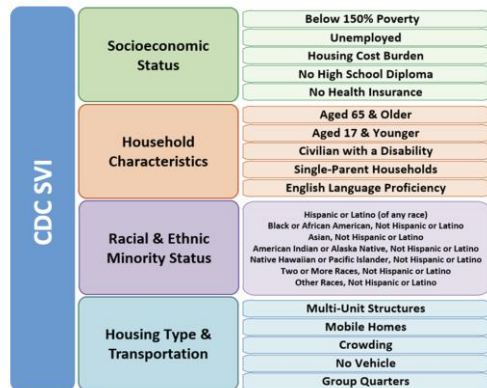 CDC SVI
Socioeconomic
Status
Below 150% Poverty
Unemployed
Housing Cost Burden
No High School Diploma
No Health Insurance
Household
Characteristics
Aged 65 & Older
Aged 17 & Younger
Civilian with a Disability
Single-Parent Households
English Language Proficiency
Racial & Ethnic
Minority Status
Hispanic or Latino (of any race)
Black or African American, Not Hispanic or Latino
Asian, Not Hispanic or Latino
American Indian or Alaska Native, Not Hispanic or Latino
Native Hawaiian or Pacific Islander, Not Hispanic or Latino
Two or More Races, Not Hispanic or Latino
Other Races, Not Hispanic or Latino
Housing Type &
Transportation
Multi-Unit Structures
Mobile Homes
Crowding
No Vehicle
Group Quarters